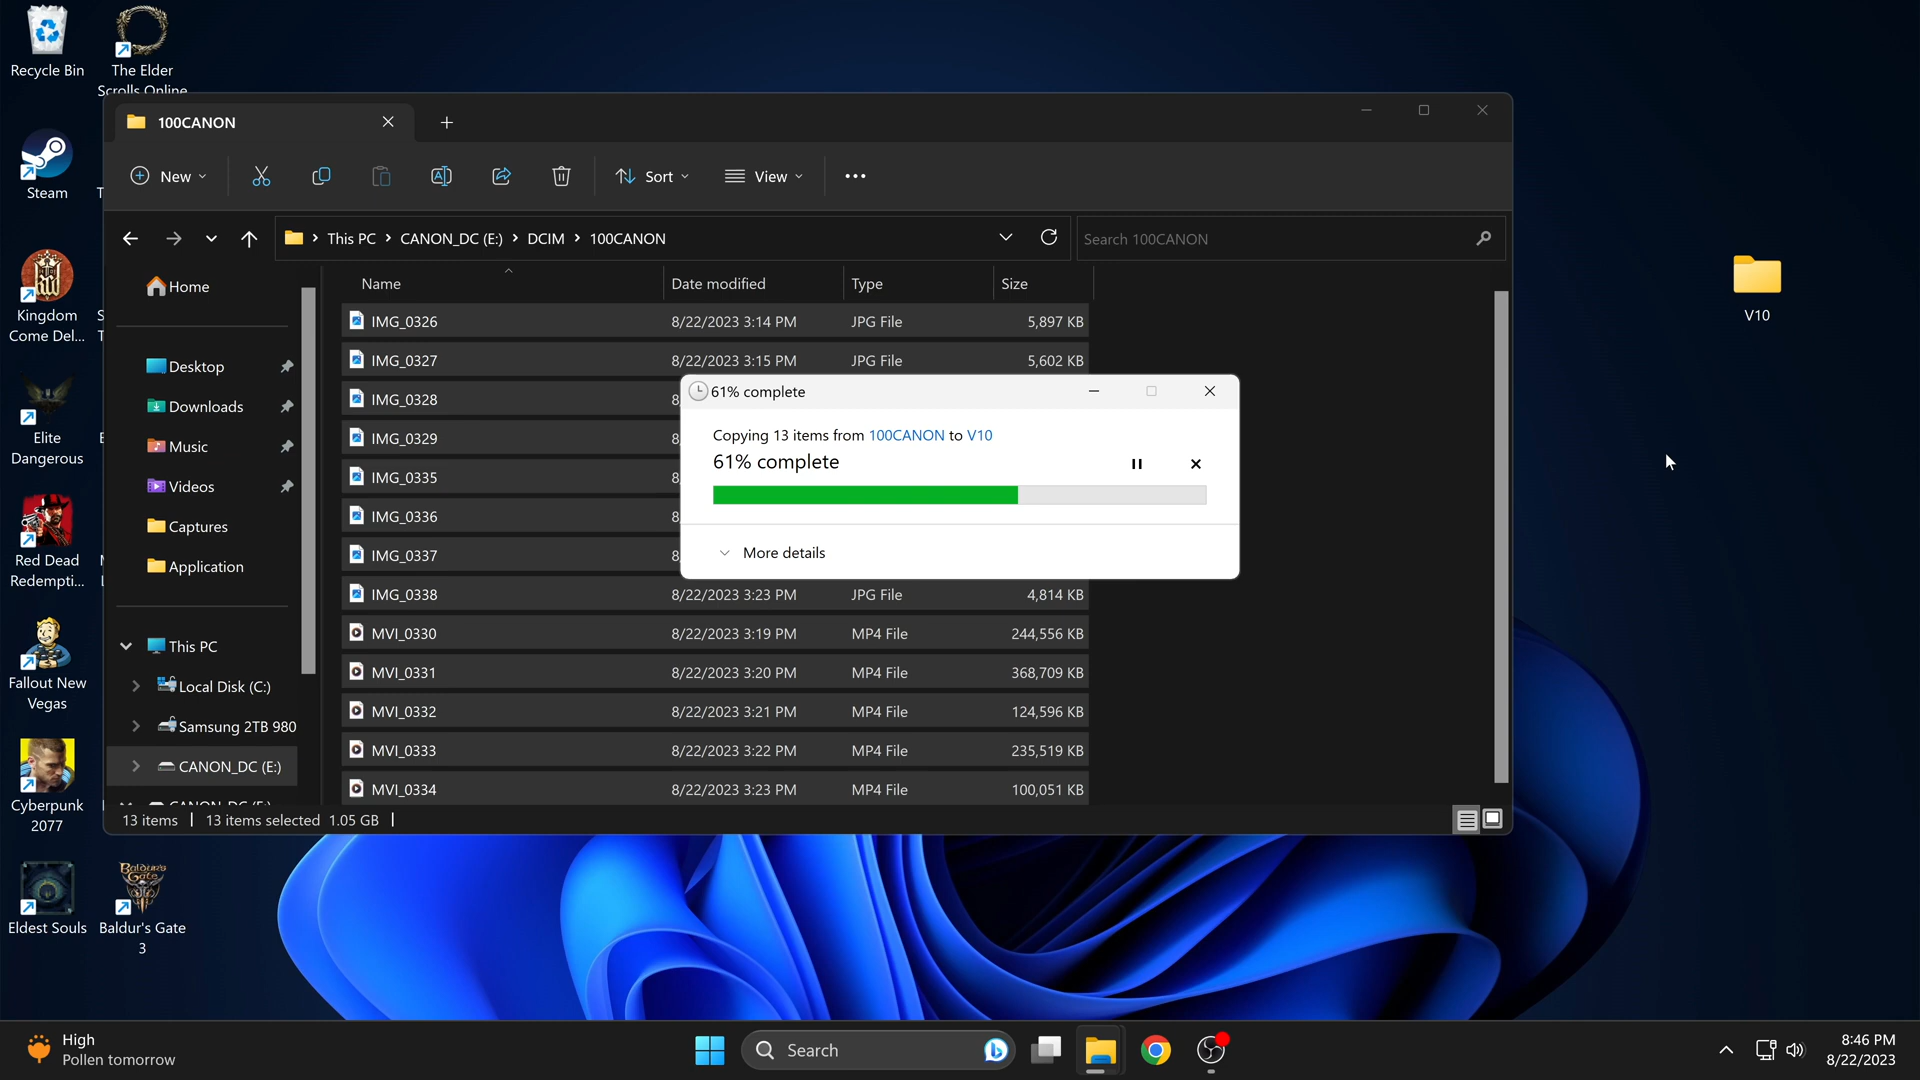 Recycle Bin
The Elder
Scrolls Online
Steam
Kingdom
Come Del...
Elite
Dangerous
Red Dead
Redempti...
Fallout New
Vegas
Cyberpunk
2077
Eldest Souls
Baldur's Gate
3
V10
100CANON
New
Sort
View
This PC > CANON_DC (E:) > DCIM > 100CANON
Search 100CANON
Home
Desktop
Downloads
Music
Videos
Captures
Application
This PC
Local Disk (C:)
Samsung 2TB 980
CANON_DC (E:)
CANON_DC (E:)
Name Date modified Type Size
IMG_0326 8/22/2023 3:14 PM JPG File 5,897 KB
IMG_0327 8/22/2023 3:15 PM JPG File 5,602 KB
IMG_0328 8
IMG_0329 8
IMG_0335 8
IMG_0336 8
IMG_0337 8
IMG_0338 8/22/2023 3:23 PM JPG File 4,814 KB
MVI_0330 8/22/2023 3:19 PM MP4 File 244,556 KB
MVI_0331 8/22/2023 3:20 PM MP4 File 368,709 KB
MVI_0332 8/22/2023 3:21 PM MP4 File 124,596 KB
MVI_0333 8/22/2023 3:22 PM MP4 File 235,519 KB
MVI_0334 8/22/2023 3:23 PM MP4 File 100,051 KB
13 items | 13 items selected 1.05 GB |
61% complete
Copying 13 items from 100CANON to V10
61% complete
More details
High
Pollen tomorrow
Search
8:46 PM
8/22/2023